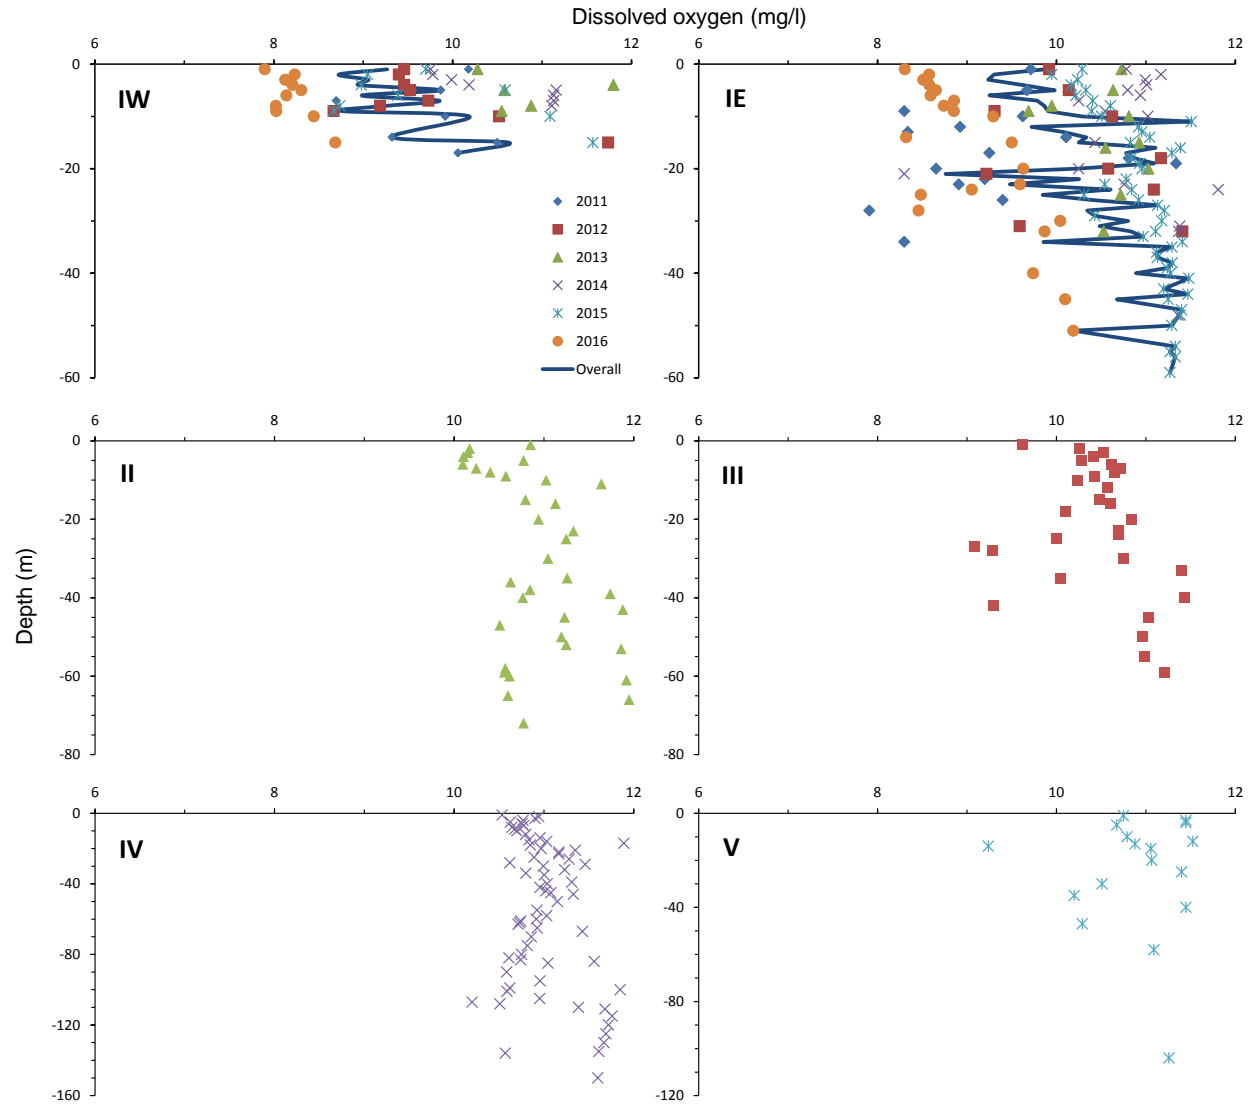 Dissolved oxygen (mg/l)
6 8 10 12 6 8 10 12
0 0
IW IE
-20 -20
2011
2012
2013
-40 2014 -40
2015
2016
Overall
-60 -60
6 8 10 12 6 8 10 12
0 0
II III
-20 -20
Depth (m)
-40 -40
-60 -60
-80 -80
6 8 10 12 6 8 10 12
0 0
IV V
-40 -40
-80 -80
-120
-160 -120